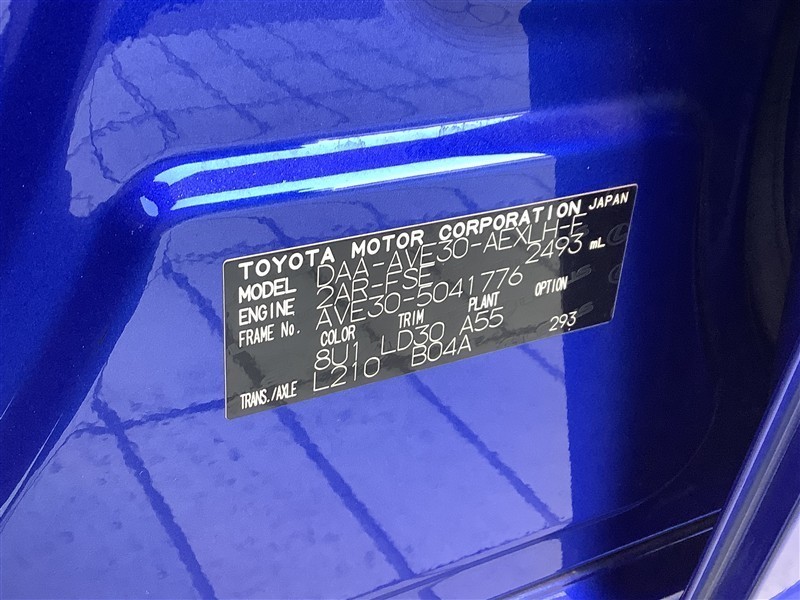 TOYOTA MOTOR CORPORATION JAPAN
MODEL DAA-AVE30-AEXLH-F
ENGINE 2AR-FSE 2493 mL
FRAME No. AVE30-5041776
COLOR TRIM PLANT OPTION
8U1 LD30 A55
TRANS./AXLE L210 B04A 293